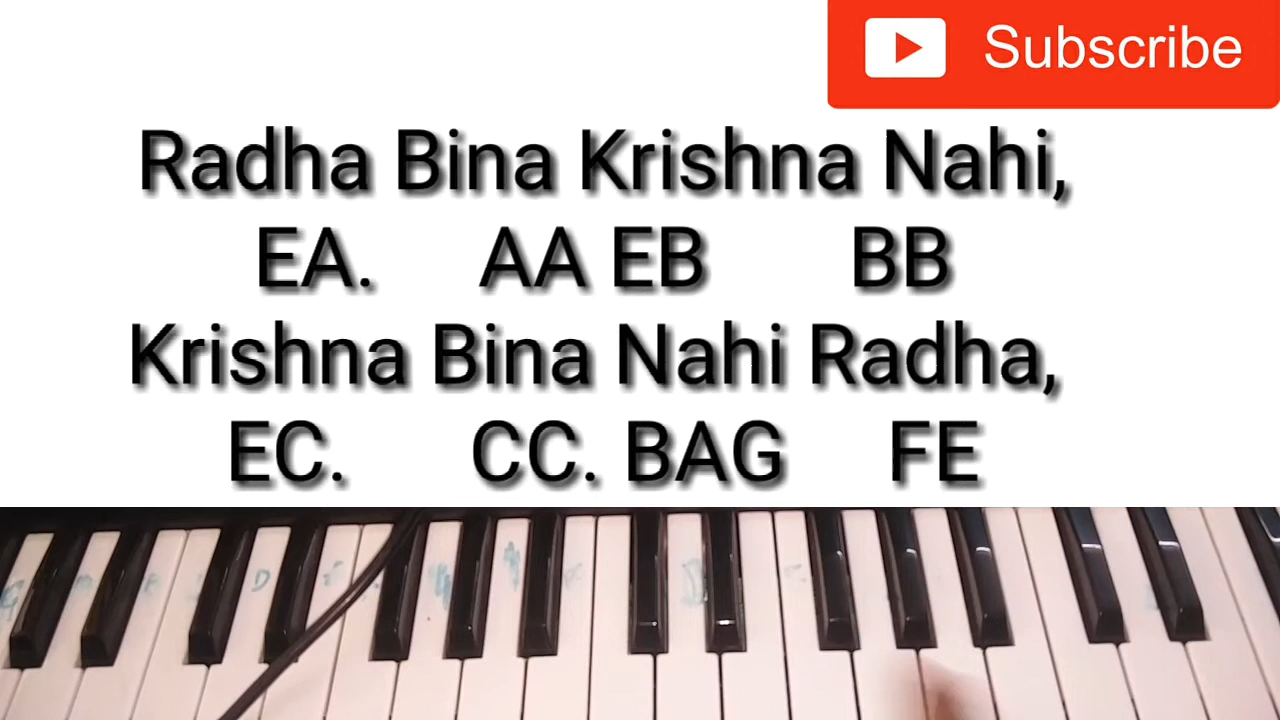 Subscribe
Radha Bina Krishna Nahi,
EA. AA EB BB
Krishna Bina Nahi Radha,
EC. CC. BAG FE
D